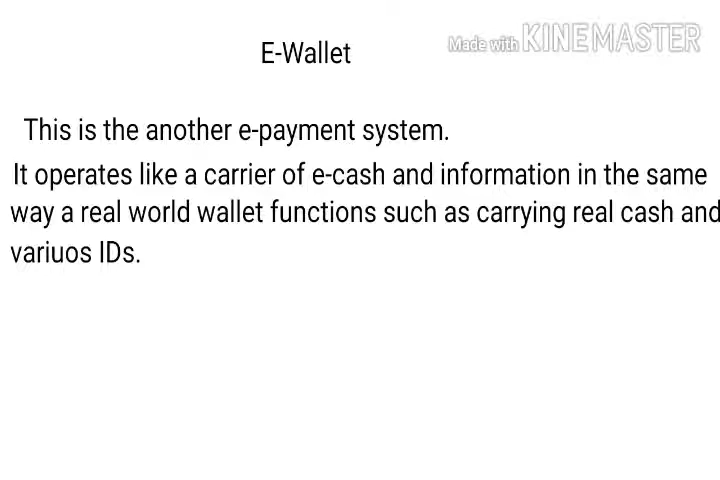 E-Wallet
Made with KINEMASTER
This is the another e-payment system.
It operates like a carrier of e-cash and information in the same
way a real world wallet functions such as carrying real cash and
variuos IDs.